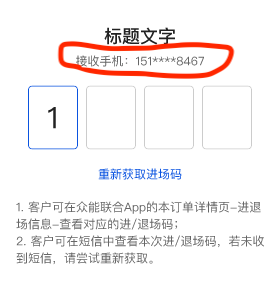 标题文字
接收手机：151****8467
1
重新获取进场码
1. 客户可在众能联合App的本订单详情页-进退
场信息-查看对应的进/退场码；
2. 客户可在短信中查看本次进/退场码，若未收
到短信，请尝试重新获取。